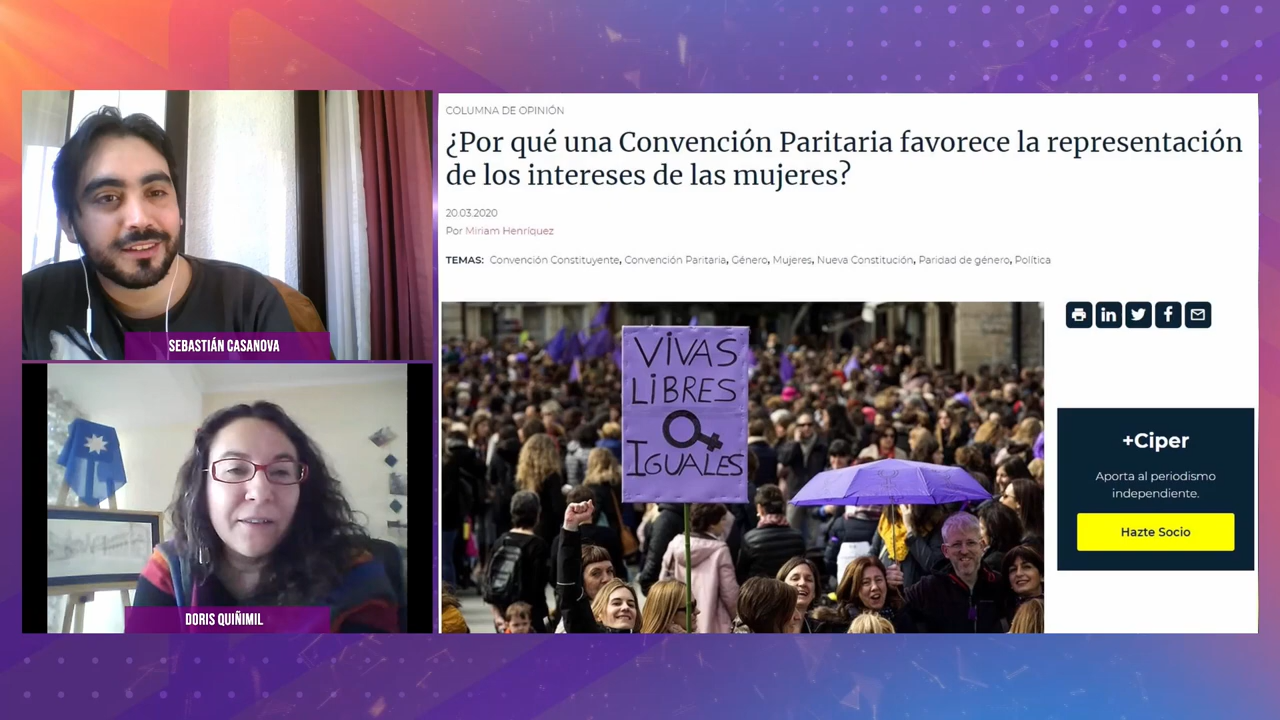 COLUMNA DE OPINIÓN
¿Por qué una Convención Paritaria favorece la representación
de los intereses de las mujeres?
20.03.2020
Por Miriam Henríquez
TEMAS: Convención Constituyente, Convención Paritaria, Género, Mujeres, Nueva Constitución, Paridad de género, Política
VIVAS
LIBRES
IGUALES
+Ciper
Aporta al periodismo
independiente.
Hazte Socio
SEBASTIÁN CASANOVA
DORIS QUIÑIMIL